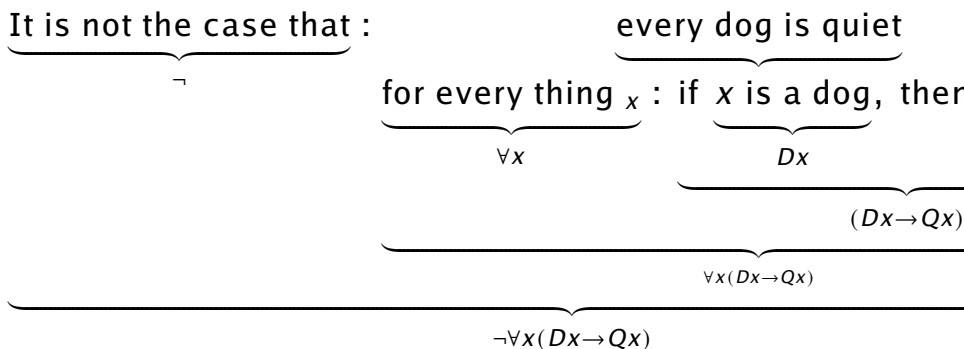 It is not the case that : every dog is quiet
¬
for every thing x : if x is a dog, then
∀x Dx
(Dx→Qx)
∀x(Dx→Qx)
¬∀x(Dx→Qx)